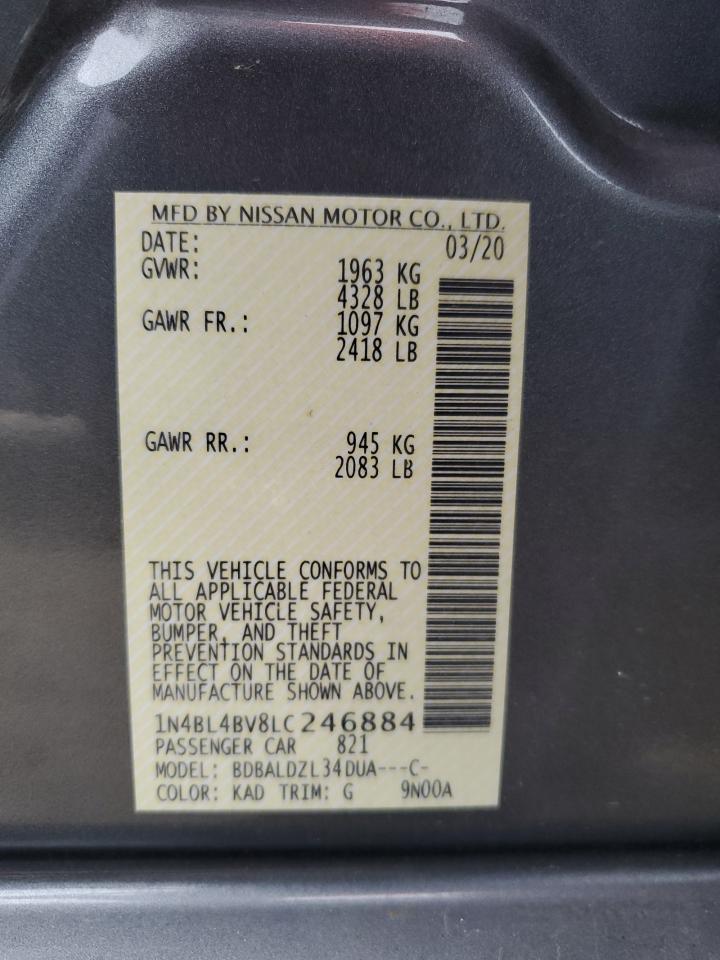 MFD BY NISSAN MOTOR CO., LTD.
DATE: 03/20
GVWR: 1963 KG
4328 LB
GAWR FR.: 1097 KG
2418 LB
GAWR RR.: 945 KG
2083 LB
THIS VEHICLE CONFORMS TO
ALL APPLICABLE FEDERAL
MOTOR VEHICLE SAFETY,
BUMPER, AND THEFT
PREVENTION STANDARDS IN
EFFECT ON THE DATE OF
MANUFACTURE SHOWN ABOVE.
1N4BL4BV8LC246884
PASSENGER CAR 821
MODEL: BDBALDZL34DUA---C-
COLOR: KAD TRIM: G 9N00A